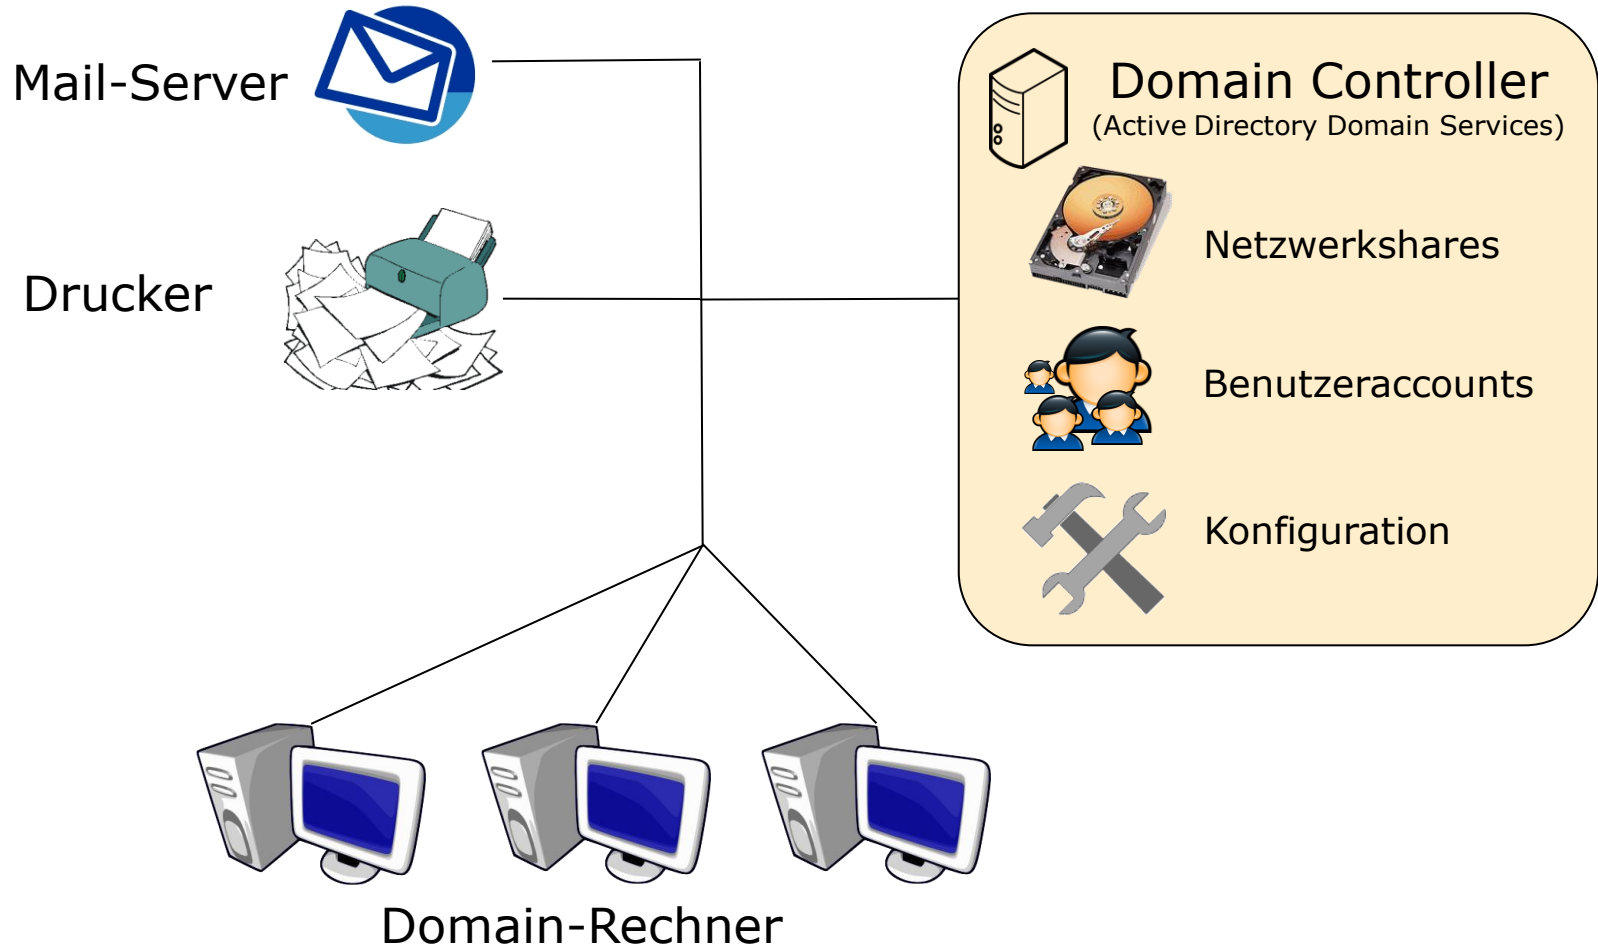 Mail-Server
Domain Controller
(Active Directory Domain Services)
Drucker
Netzwerkshares
Benutzeraccounts
Konfiguration
Domain-Rechner